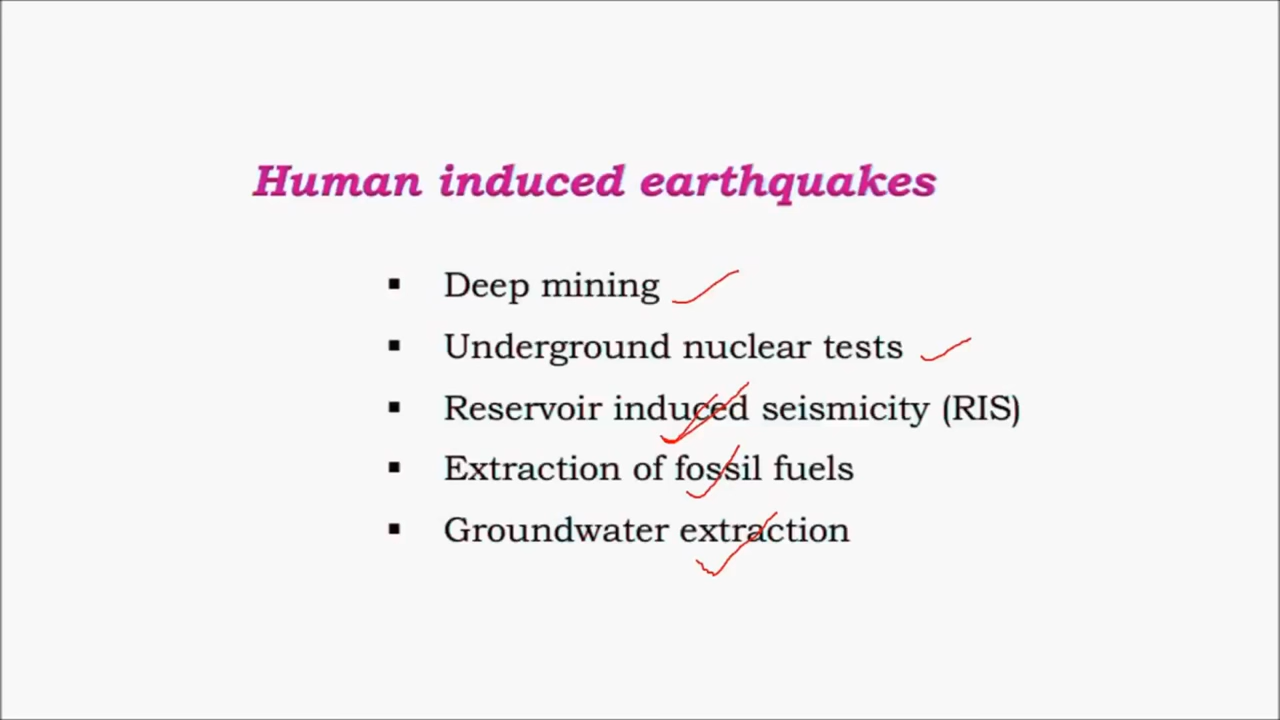 Human induced earthquakes
▪ Deep mining
▪ Underground nuclear tests
▪ Reservoir induced seismicity (RIS)
▪ Extraction of fossil fuels
▪ Groundwater extraction